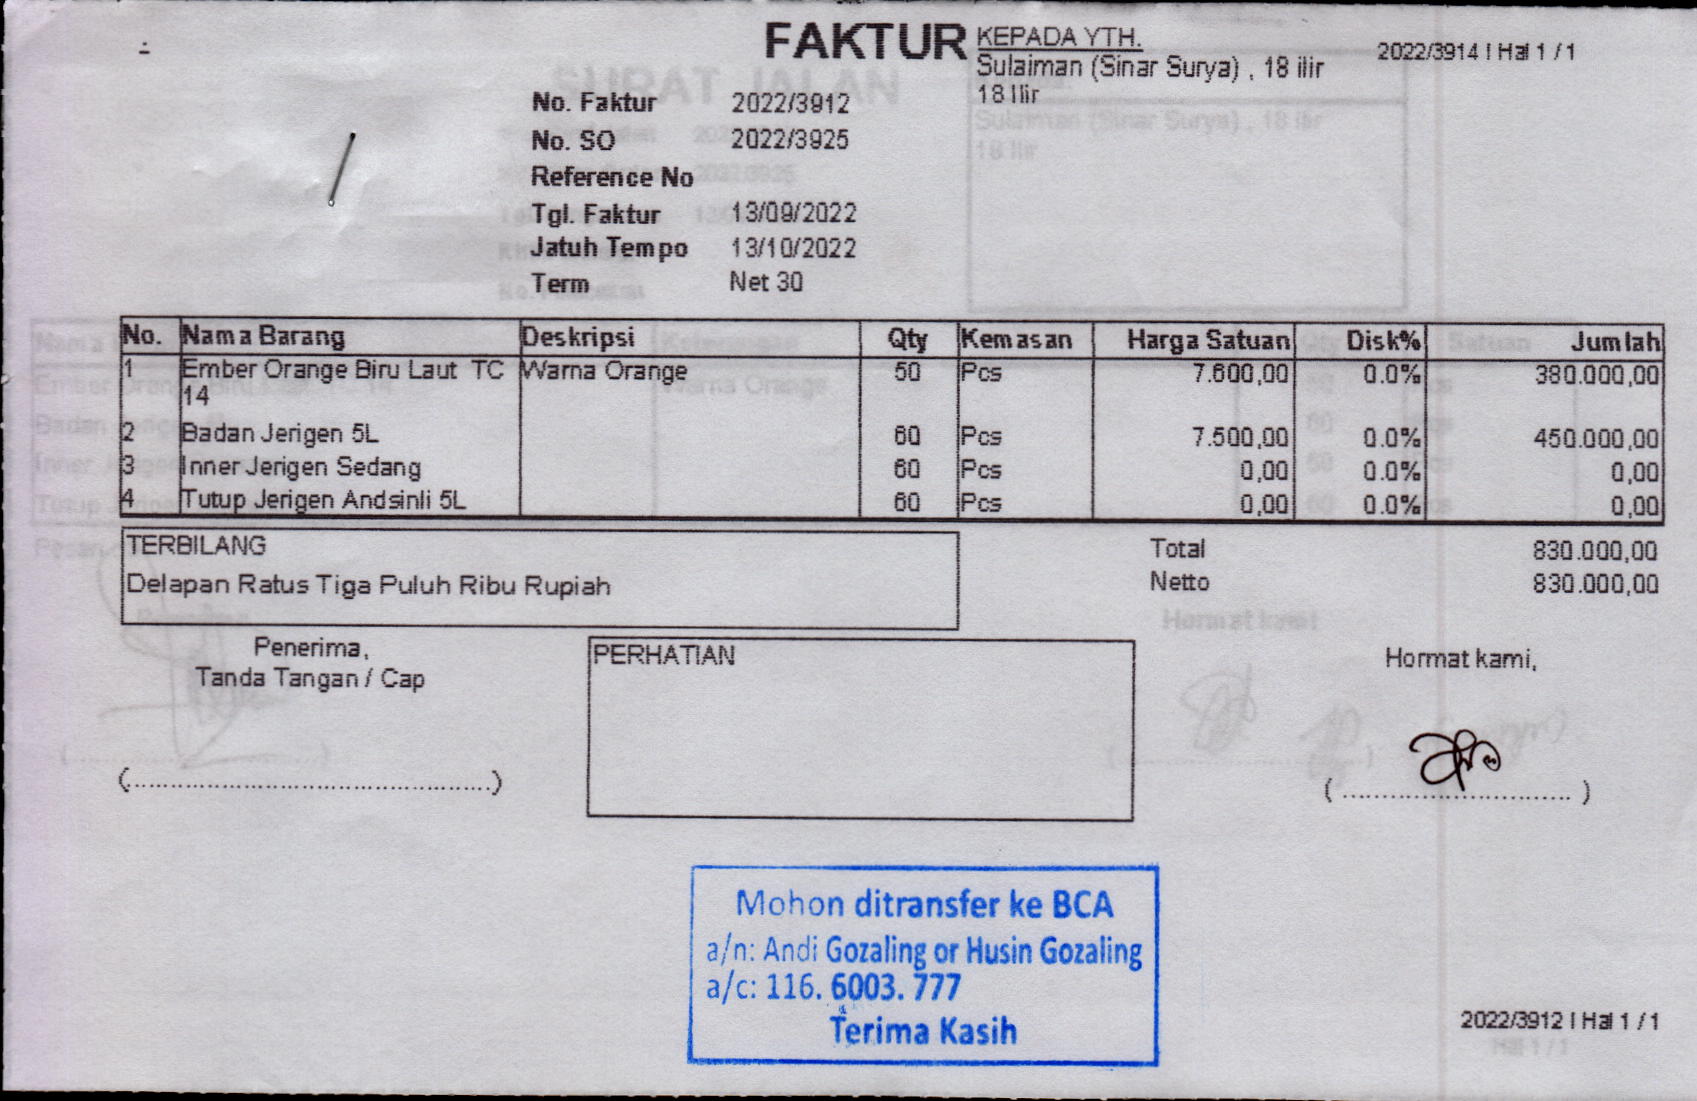 FAKTUR
KEPADA YTH.
Sulaiman (Sinar Surya) , 18 ilir
18 Ilir
2022/3914 | Hal 1 / 1
No. Faktur 2022/3912
No. SO 2022/3925
Reference No
Tgl. Faktur 13/09/2022
Jatuh Tempo 13/10/2022
Term Net 30
No. Nama Barang Deskripsi Qty Kemasan Harga Satuan Disk% Jumlah
1 Ember Orange Biru Laut TC Warna Orange 50 Pcs 7.600,00 0.0% 380.000,00
14
2 Badan Jerigen 5L 60 Pcs 7.500,00 0.0% 450.000,00
3 Inner Jerigen Sedang 60 Pcs 0,00 0.0% 0,00
4 Tutup Jerigen Andsinli 5L 60 Pcs 0,00 0.0% 0,00
TERBILANG
Delapan Ratus Tiga Puluh Ribu Rupiah
Total 830.000,00
Netto 830.000,00
Penerima,
Tanda Tangan / Cap
(..............................................)
PERHATIAN
Hormat kami,
( ............................. )
Mohon ditransfer ke BCA
a/n: Andi Gozaling or Husin Gozaling
a/c: 116. 6003. 777
Terima Kasih
2022/3912 | Hal 1 / 1